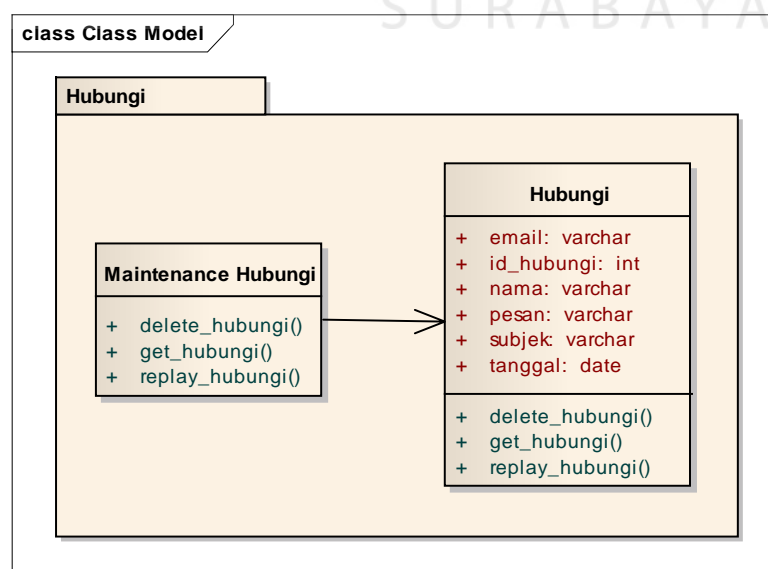 SURABAYA
class Class Model
Hubungi
Hubungi
+ email: varchar
+ id_hubungi: int
+ nama: varchar
+ pesan: varchar
+ subjek: varchar
+ tanggal: date
+ delete_hubungi()
+ get_hubungi()
+ replay_hubungi()
Maintenance Hubungi
+ delete_hubungi()
+ get_hubungi()
+ replay_hubungi()